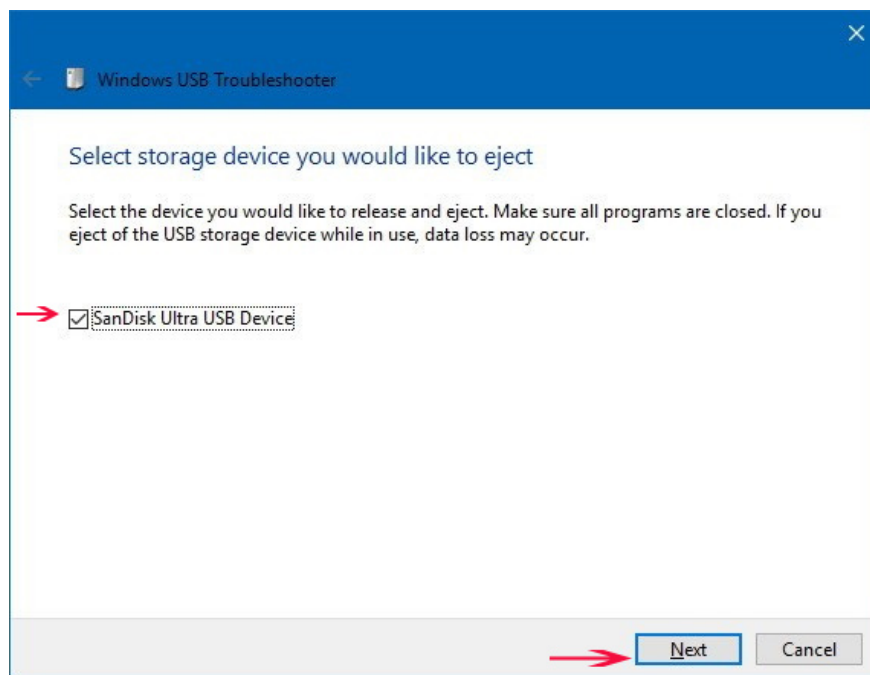 Windows USB Troubleshooter
Select storage device you would like to eject
Select the device you would like to release and eject. Make sure all programs are closed. If you
eject of the USB storage device while in use, data loss may occur.
SanDisk Ultra USB Device
Next
Cancel